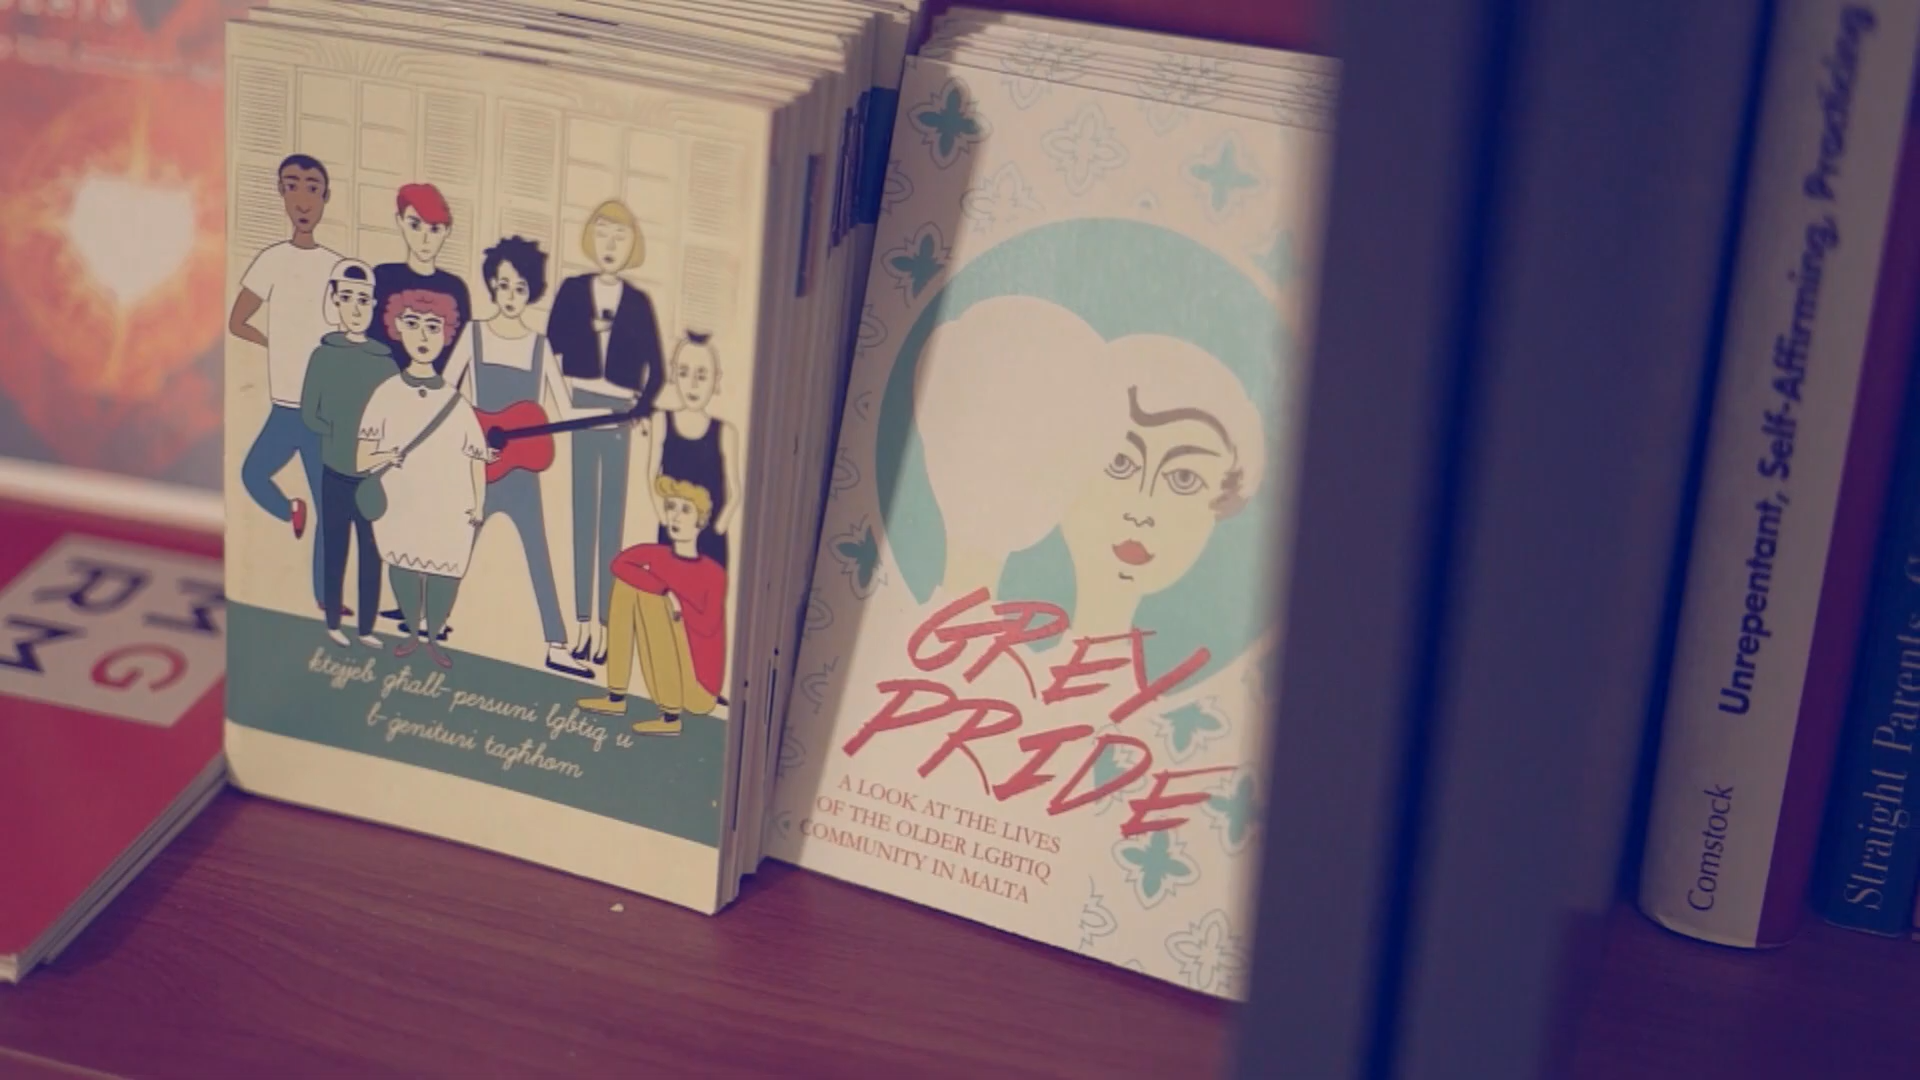 M G
R M
ktejjeb għall-persuni lgbtiq u
l-ġenituri tagħhom
GREY
PRIDE
A LOOK AT THE LIVES
OF THE OLDER LGBTIQ
COMMUNITY IN MALTA
Comstock Unrepentant, Self-Affirming, Practicing
Straight Parents